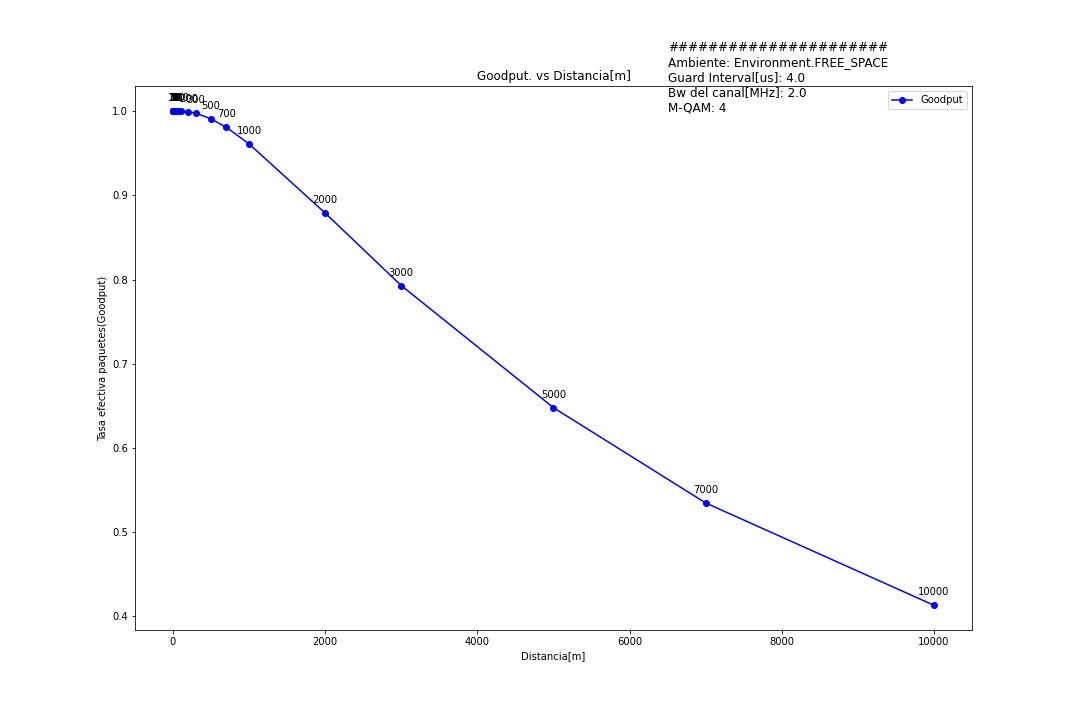 ######################
Ambiente: Environment.FREE_SPACE
Goodput. vs Distancia[m]
Guard Interval[us]: 4.0
Bw del canal[MHz]: 2.0
M-QAM: 4
Goodput
500
700
1000
2000
3000
5000
7000
10000
1.0
0.9
0.8
0.7
0.6
0.5
0.4
Tasa efectiva paquetes(Goodput)
0
2000
4000
6000
8000
10000
Distancia[m]